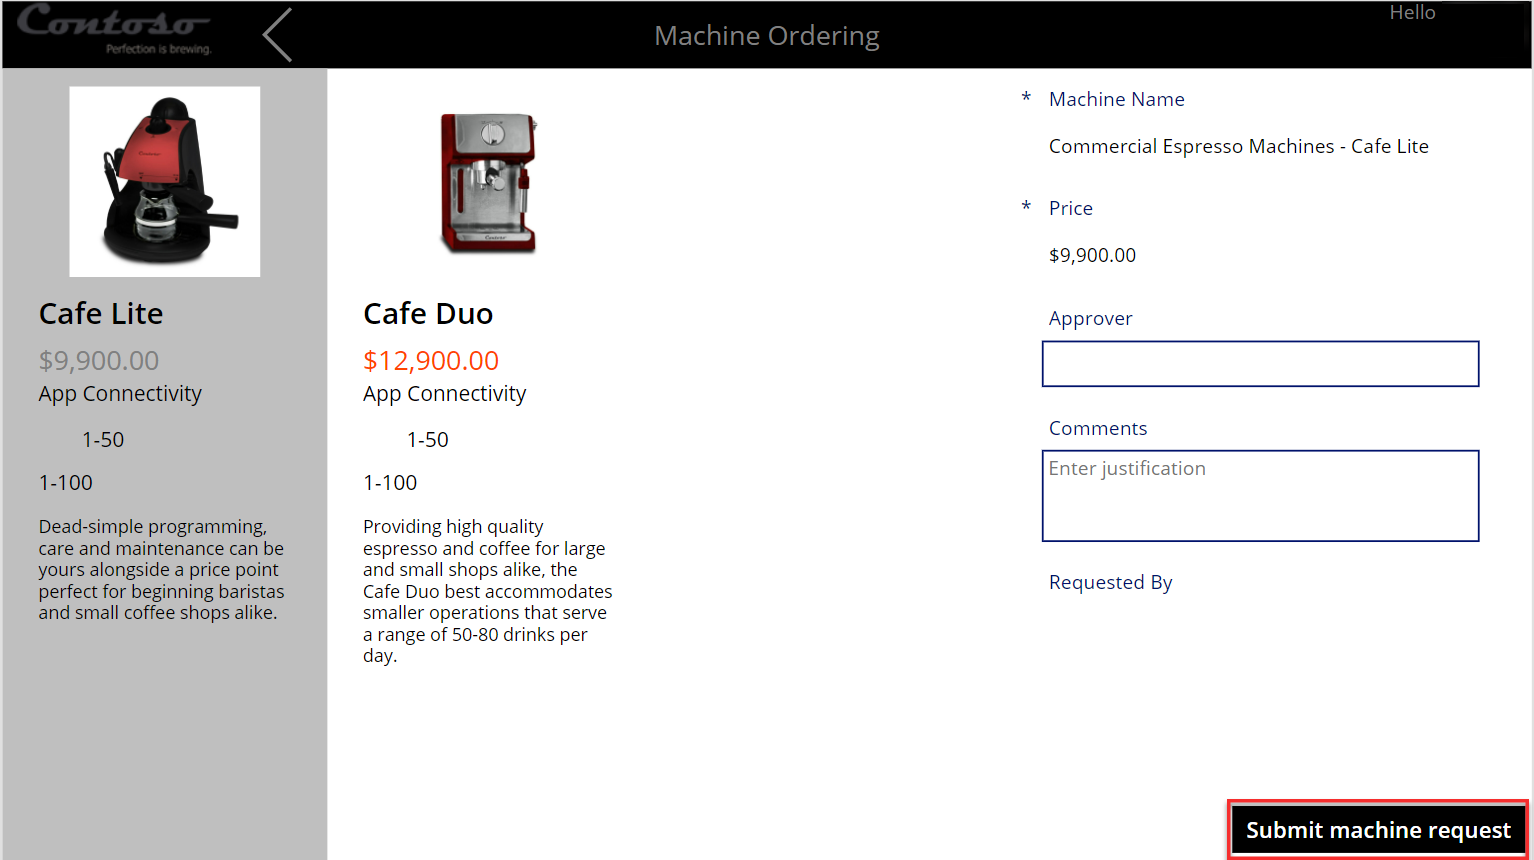 Contoso
Perfection is brewing.
Machine Ordering
Hello
Cafe Lite
$9,900.00
App Connectivity
1-50
1-100
Dead-simple programming,
care and maintenance can be
yours alongside a price point
perfect for beginning baristas
and small coffee shops alike.
Cafe Duo
$12,900.00
App Connectivity
1-50
1-100
Providing high quality
espresso and coffee for large
and small shops alike, the
Cafe Duo best accommodates
smaller operations that serve
a range of 50-80 drinks per
day.
* Machine Name
Commercial Espresso Machines - Cafe Lite
* Price
$9,900.00
Approver
Comments
Enter justification
Requested By
Submit machine request